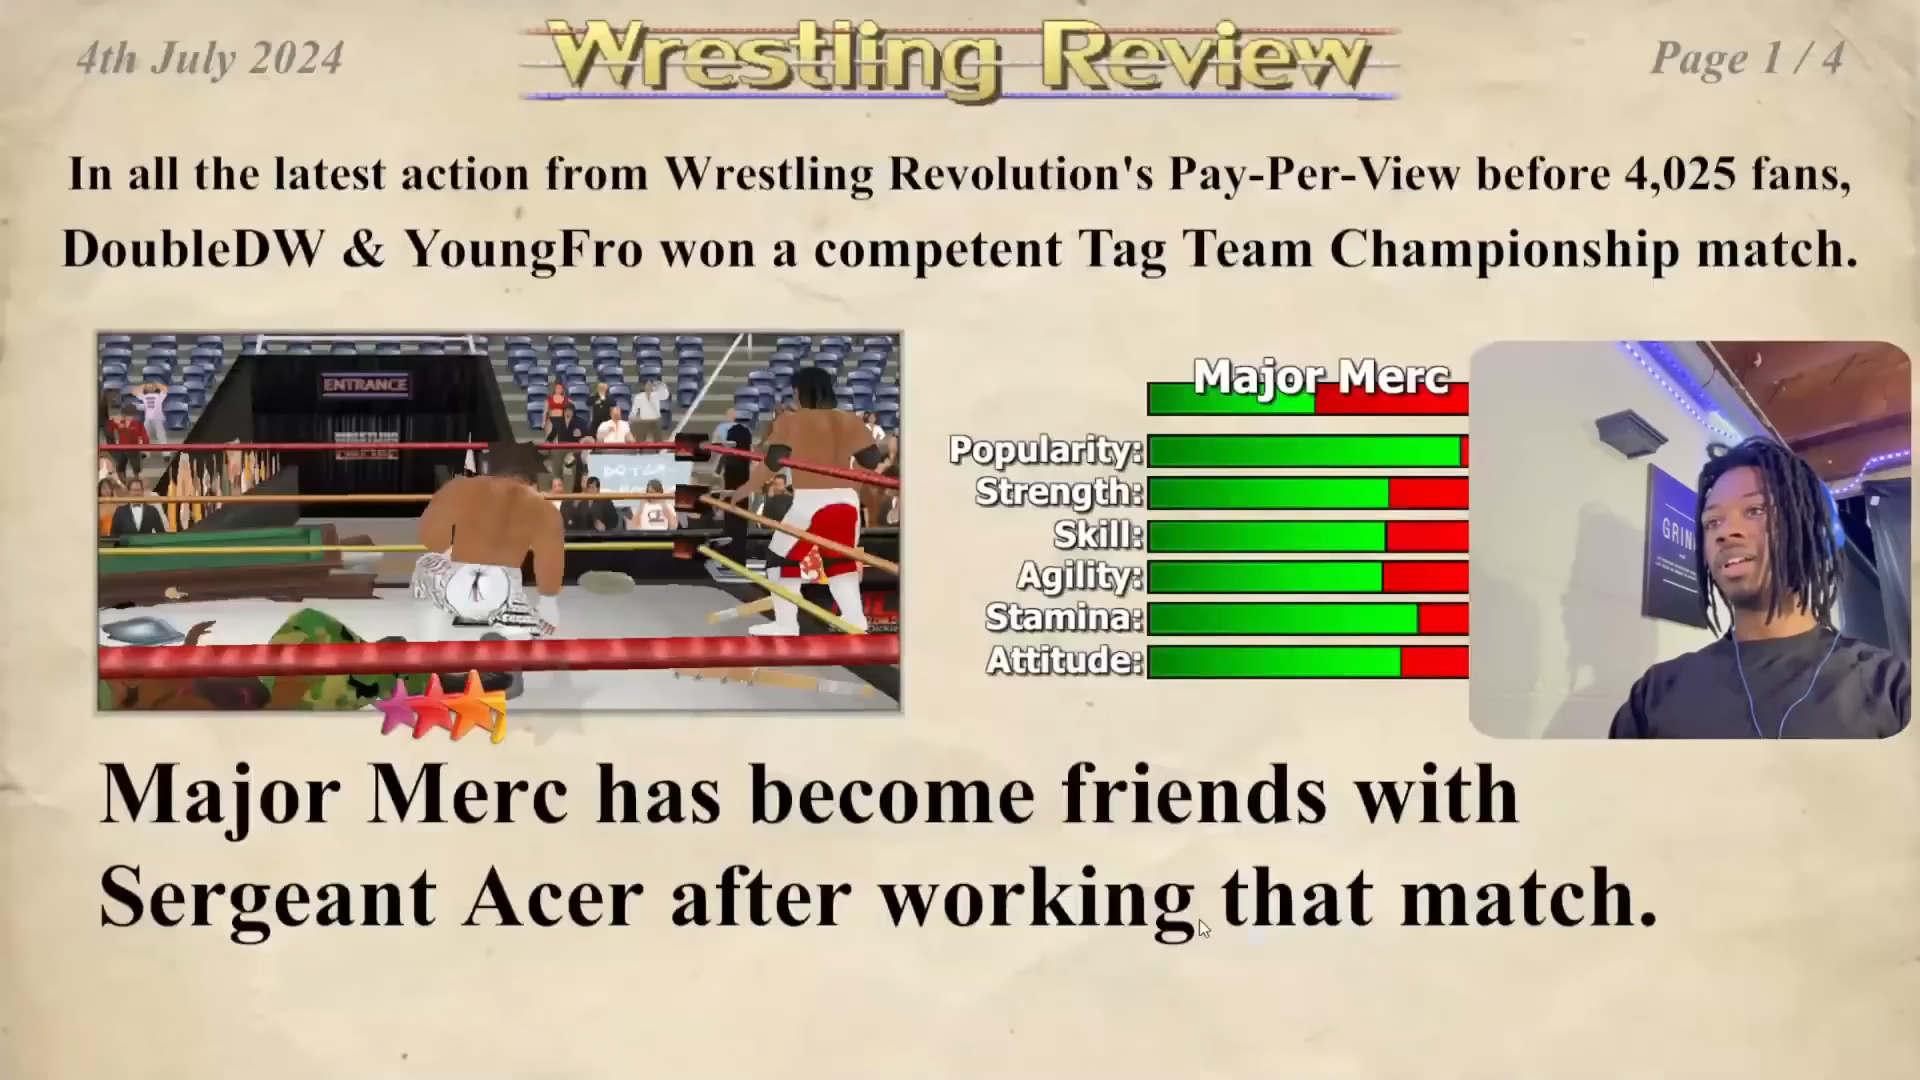 4th July 2024
Wrestling Review
Page 1 / 4
In all the latest action from Wrestling Revolution's Pay-Per-View before 4,025 fans,
DoubleDW & YoungFro won a competent Tag Team Championship match.
ENTRANCE
Major Merc
Popularity:
Strength:
Skill:
Agility:
Stamina:
Attitude:
Major Merc has become friends with
Sergeant Acer after working that match.